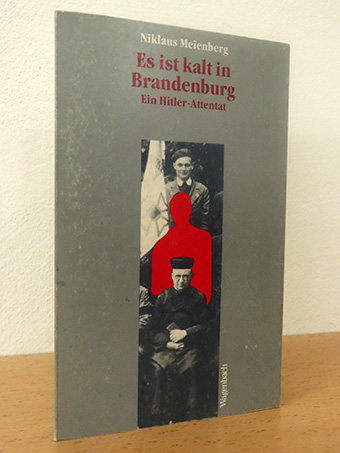 Niklaus Meienberg
Es ist kalt in
Brandenburg
Ein Hitler-Attentat
Wagenbach